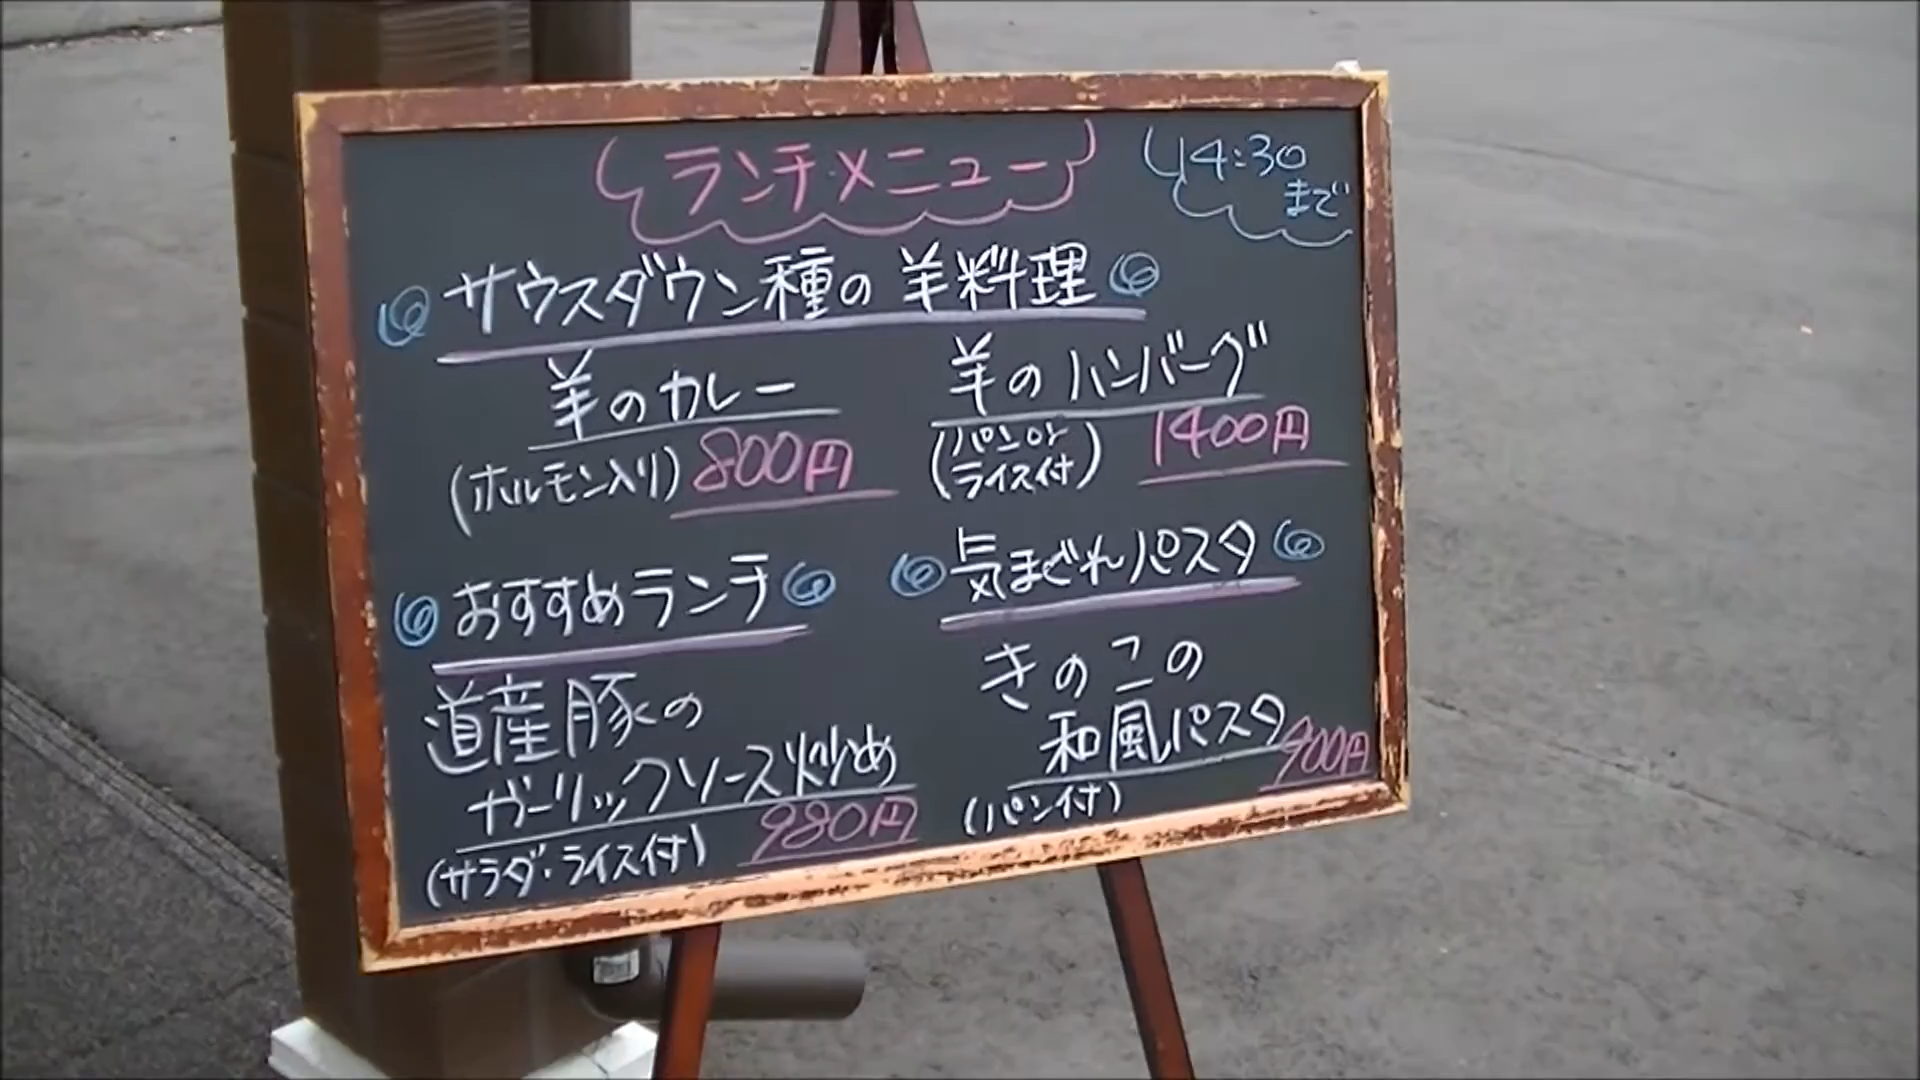 ランチメニュー
14:30
まで
サウスダウン種の羊料理
羊のカレー
(ホルモン入り) 800円
羊のハンバーグ
(パンor
ライス付)
1400円
おすすめランチ
道産豚の
ガーリックソース炒め
980円
(サラダ・ライス付)
気まぐれパスタ
きのこの
和風パスタ
900円
(パン付)